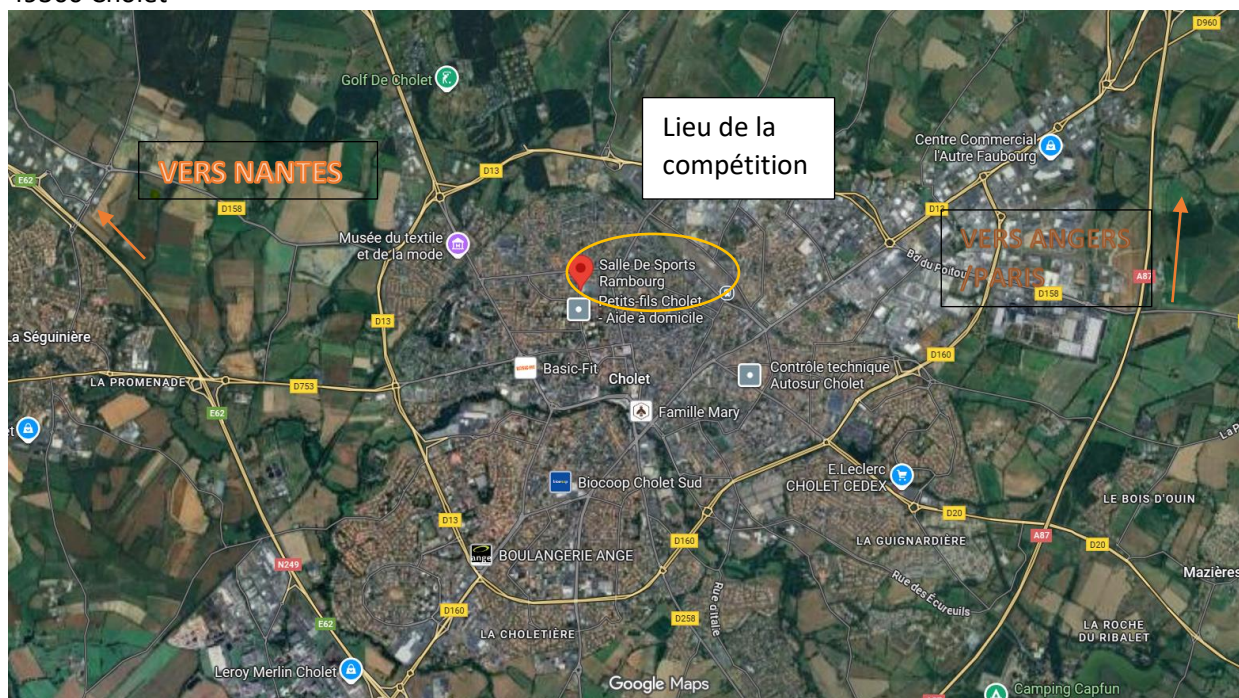 49300 Cholet
D960
Golf De Cholet
Lieu de la
compétition
Centre Commercial
l'Autre Faubourg
VERS NANTES
E62
D13
D158
D13
Musée du textile
et de la mode
VERS ANGERS
/PARIS
Bd du Poitou
A87
D158
Salle De Sports
Rambourg
Petits-fils Cholet
- Aide à domicile
D13
La Séguinière
D160
LA PROMENADE
D753
Basic-Fit
Cholet
Contrôle technique
Autosur Cholet
E62
Famille Mary
E.Leclerc
CHOLET CEDEX
Biocoop Cholet Sud
LE BOIS D'OUIN
D13
D20
D160
LA GUIGNARDIÈRE
A87
D20
ange
BOULANGERIE ANGE
N249
Mazières
Rue des Écureuils
Rue d'Italie
D160
D258
E62
LA CHOLETIÈRE
LA ROCHE
DU RIBALET
Leroy Merlin Cholet
Google Maps
Camping Capfun